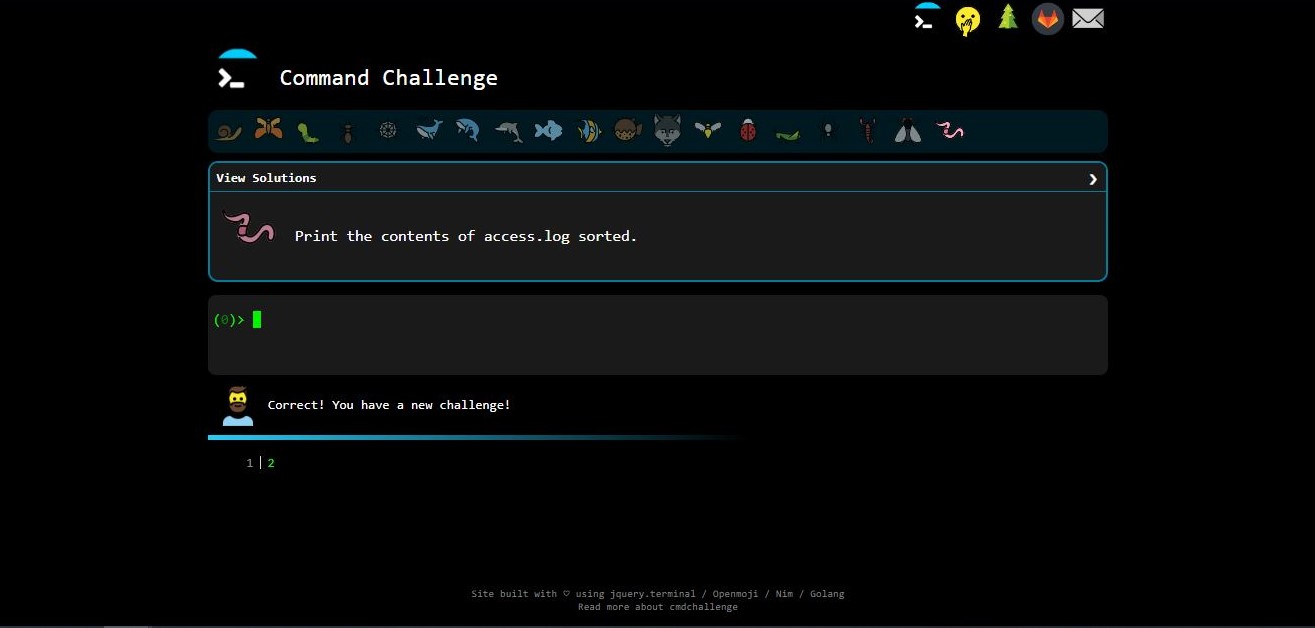 Command Challenge
View Solutions ❯
Print the contents of access.log sorted.
(0)>
Correct! You have a new challenge!
1 2
Site built with ♡ using jquery.terminal / Openmoji / Nim / Golang
Read more about cmdchallenge